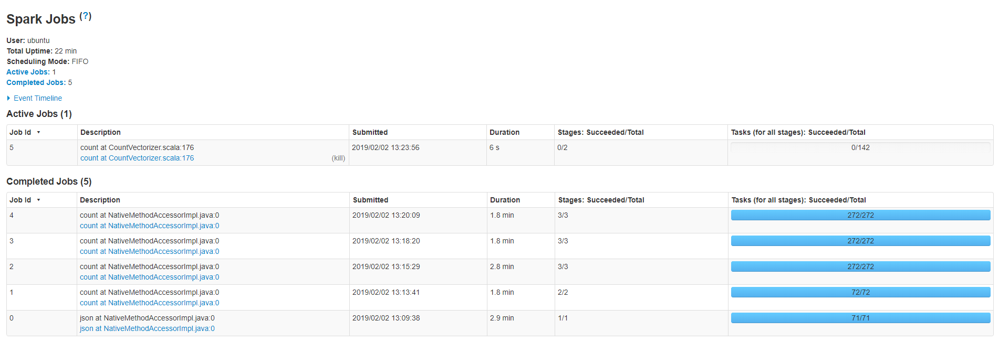 Spark Jobs (?)
User: ubuntu
Total Uptime: 22 min
Scheduling Mode: FIFO
Active Jobs: 1
Completed Jobs: 5
Event Timeline
Active Jobs (1)
Job Id ▾ Description Submitted Duration Stages: Succeeded/Total Tasks (for all stages): Succeeded/Total
5 count at CountVectorizer.scala:176 2019/02/02 13:23:56 6 s 0/2 0/142
count at CountVectorizer.scala:176 (kill)
Completed Jobs (5)
Job Id ▾ Description Submitted Duration Stages: Succeeded/Total Tasks (for all stages): Succeeded/Total
4 count at NativeMethodAccessorImpl.java:0 2019/02/02 13:20:09 1.8 min 3/3 272/272
count at NativeMethodAccessorImpl.java:0
3 count at NativeMethodAccessorImpl.java:0 2019/02/02 13:18:20 1.8 min 3/3 272/272
count at NativeMethodAccessorImpl.java:0
2 count at NativeMethodAccessorImpl.java:0 2019/02/02 13:15:29 2.8 min 3/3 272/272
count at NativeMethodAccessorImpl.java:0
1 count at NativeMethodAccessorImpl.java:0 2019/02/02 13:13:41 1.8 min 2/2 72/72
count at NativeMethodAccessorImpl.java:0
0 json at NativeMethodAccessorImpl.java:0 2019/02/02 13:09:38 2.9 min 1/1 71/71
json at NativeMethodAccessorImpl.java:0